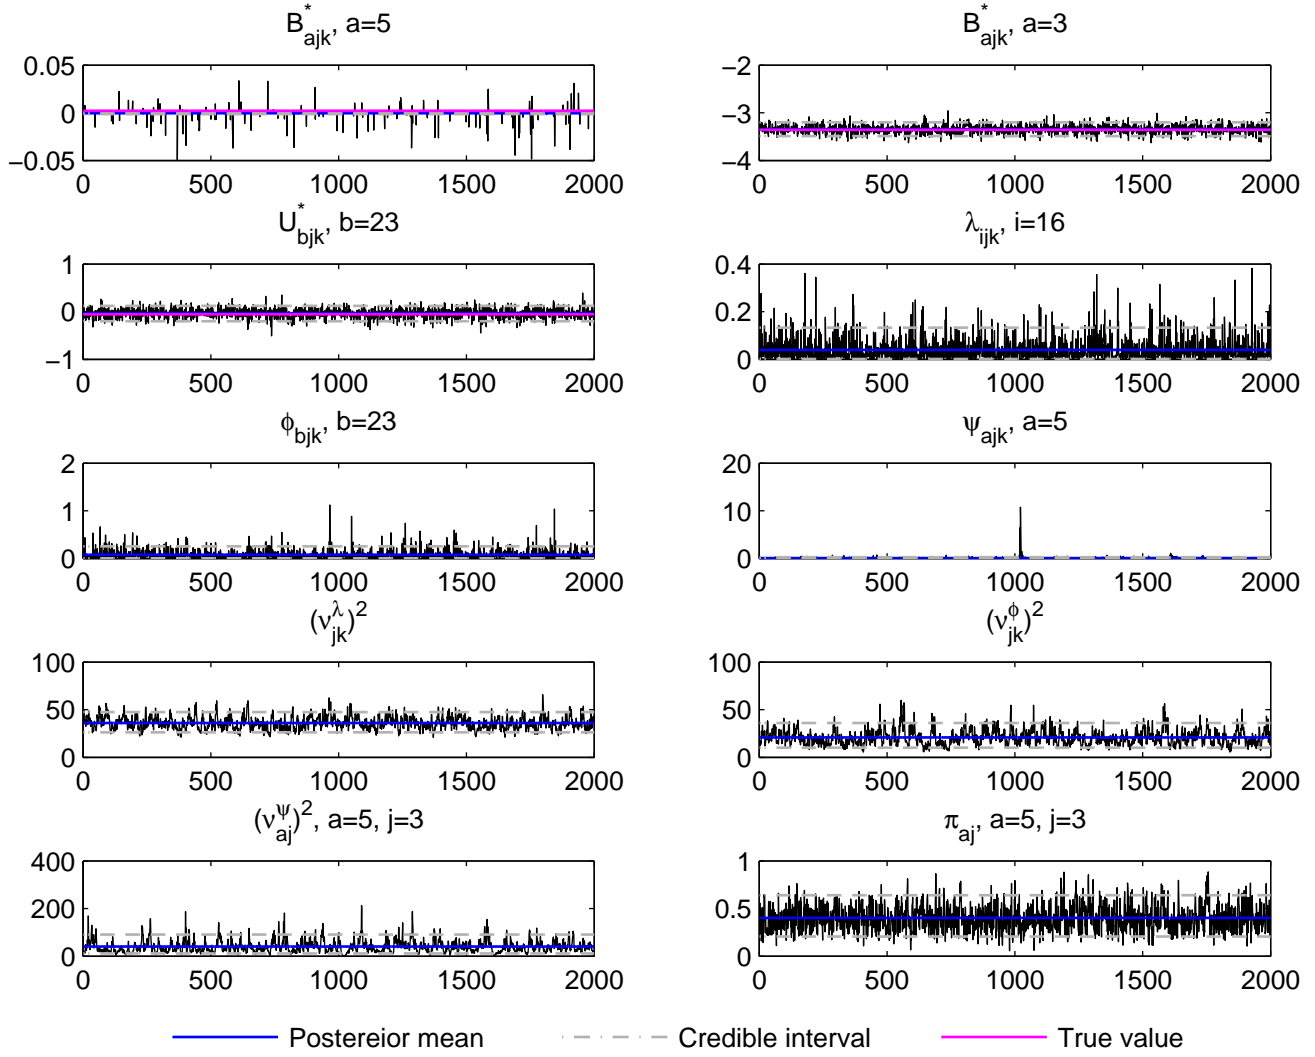 B*ajk, a=5
B*ajk, a=3
0.05
0
−0.05
0 500 1000 1500 2000
−2
−3
−4
0 500 1000 1500 2000
U*bjk, b=23
λijk, i=16
1
0
−1
0 500 1000 1500 2000
0.4
0.2
0
0 500 1000 1500 2000
ϕbjk, b=23
ψajk, a=5
2
1
0
0 500 1000 1500 2000
20
10
0
0 500 1000 1500 2000
(νλjk)2
(νϕjk)2
100
50
0
0 500 1000 1500 2000
100
50
0
0 500 1000 1500 2000
(νψaj)2, a=5, j=3
πaj, a=5, j=3
400
200
0
0 500 1000 1500 2000
1
0.5
0
0 500 1000 1500 2000
Postereior mean Credible interval True value